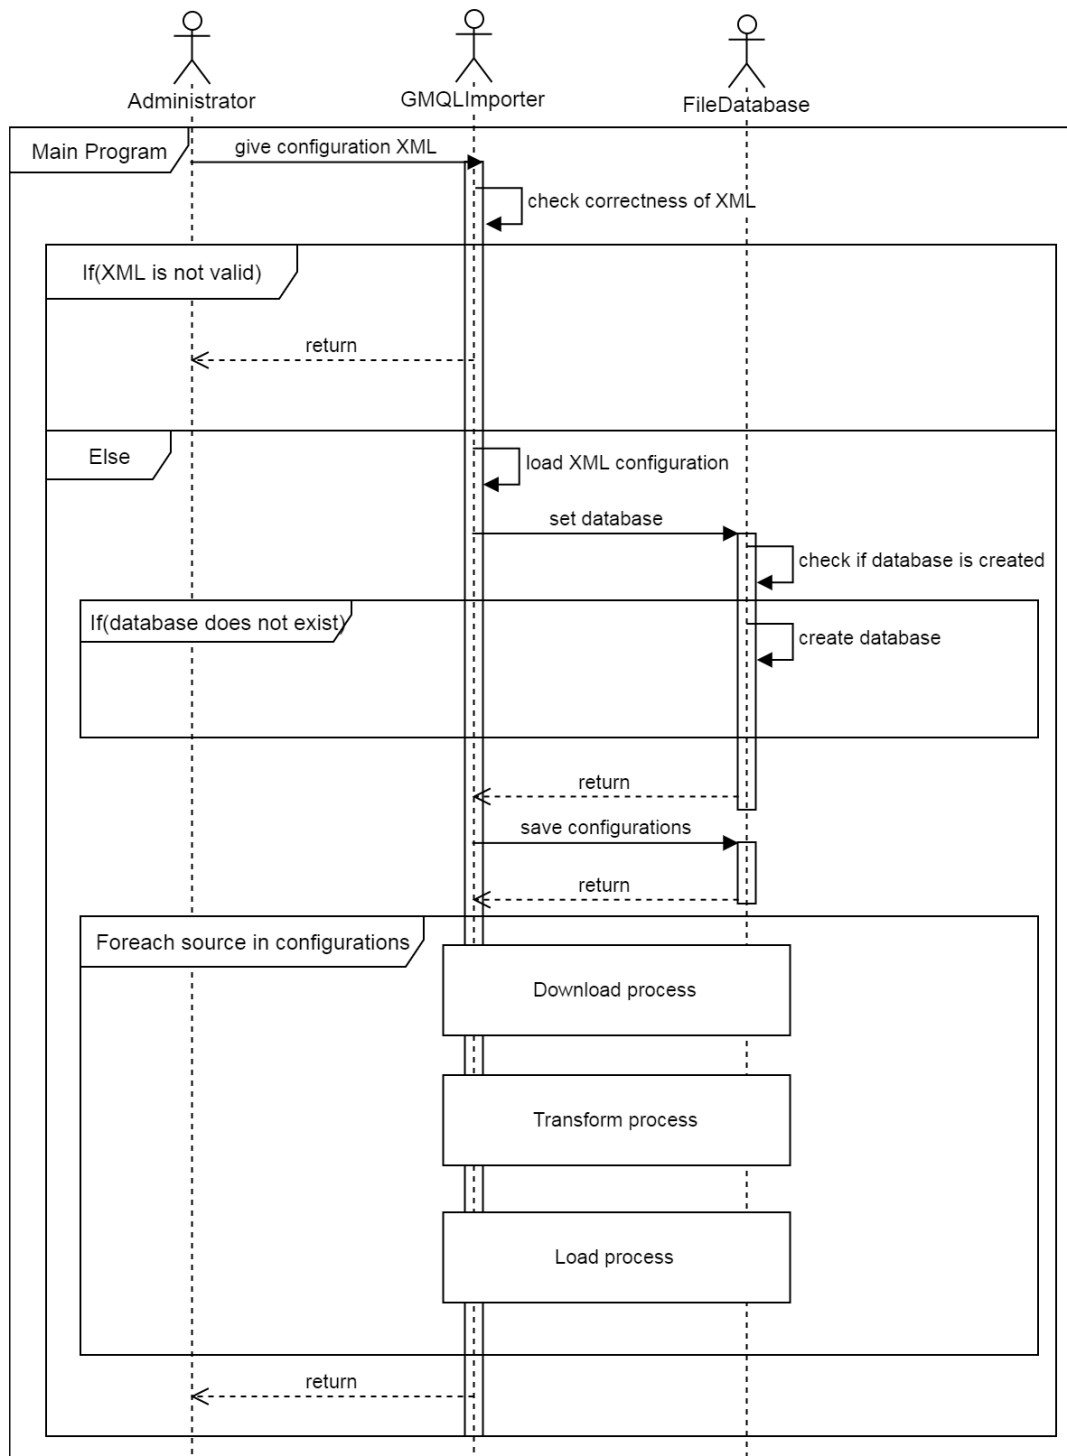 Administrator
GMQLImporter
FileDatabase
Main Program
give configuration XML
check correctness of XML
If(XML is not valid)
return
Else
load XML configuration
set database
check if database is created
If(database does not exist)
create database
return
save configurations
return
Foreach source in configurations
Download process
Transform process
Load process
return